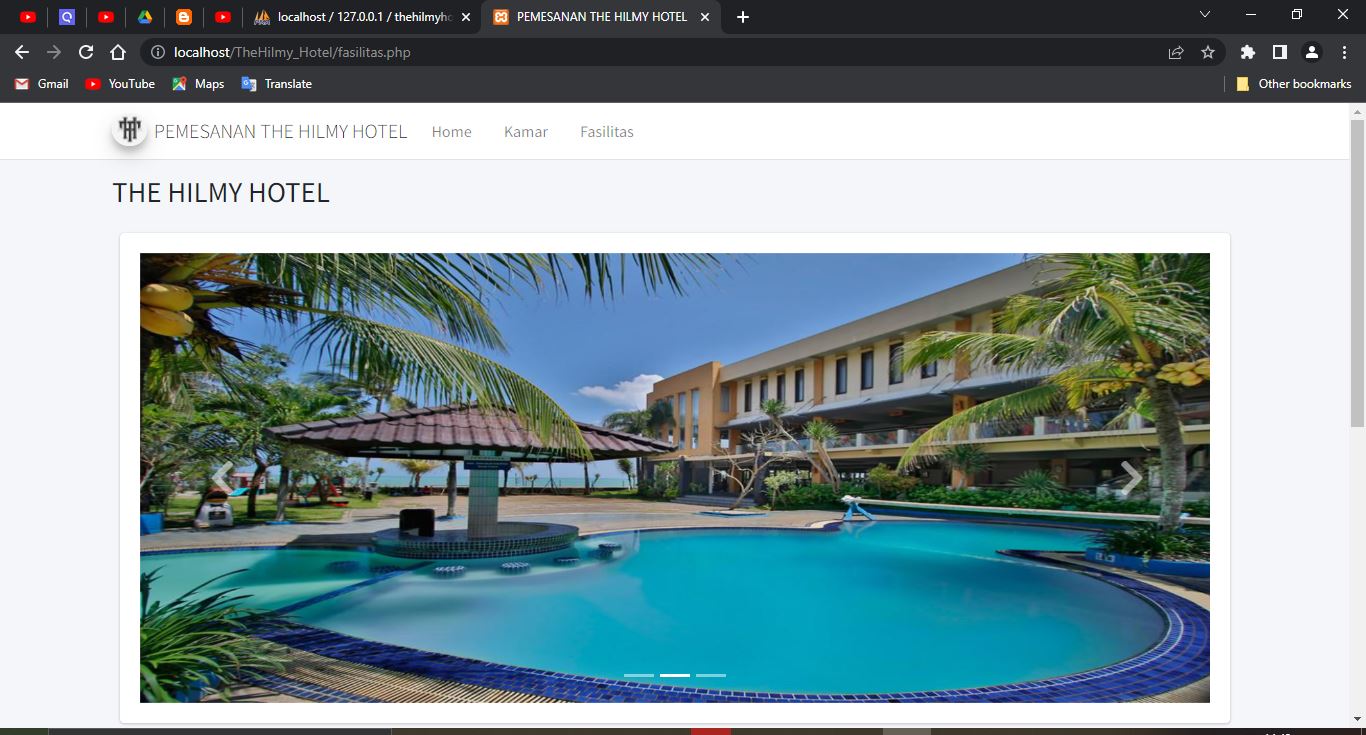 localhost / 127.0.0.1 / thehilmyho
PEMESANAN THE HILMY HOTEL
localhost/TheHilmy_Hotel/fasilitas.php
Gmail
YouTube
Maps
Translate
Other bookmarks
PEMESANAN THE HILMY HOTEL
Home
Kamar
Fasilitas
THE HILMY HOTEL